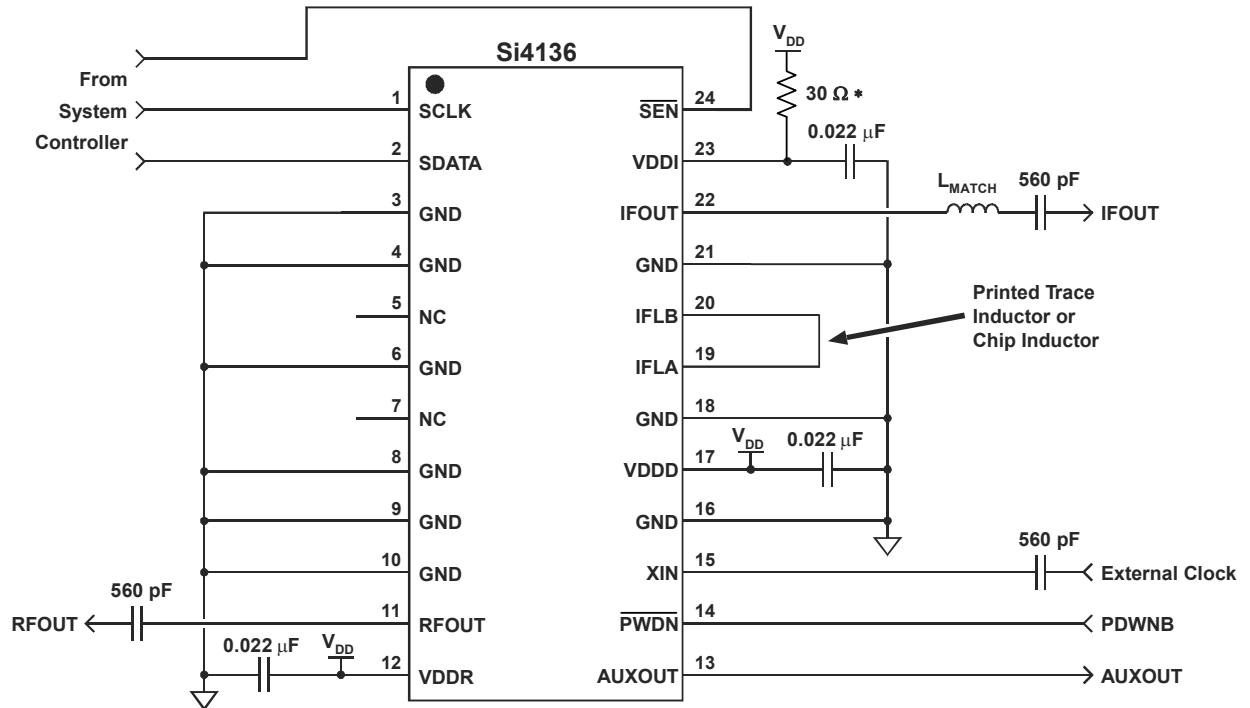 Si4136
From
System
Controller
1 SCLK
2 SDATA
3 GND
4 GND
5 NC
6 GND
7 NC
8 GND
9 GND
10 GND
11 RFOUT
12 VDDR
560 pF
RFOUT
0.022 μF
VDD
SEN 24
VDDI 23
IFOUT 22
GND 21
IFLB 20
IFLA 19
GND 18
VDDD 17
GND 16
XIN 15
PWDN 14
AUXOUT 13
VDD
30 Ω *
0.022 μF
LMATCH
560 pF
IFOUT
Printed Trace
Inductor or
Chip Inductor
VDD
0.022 μF
560 pF
External Clock
PDWNB
AUXOUT